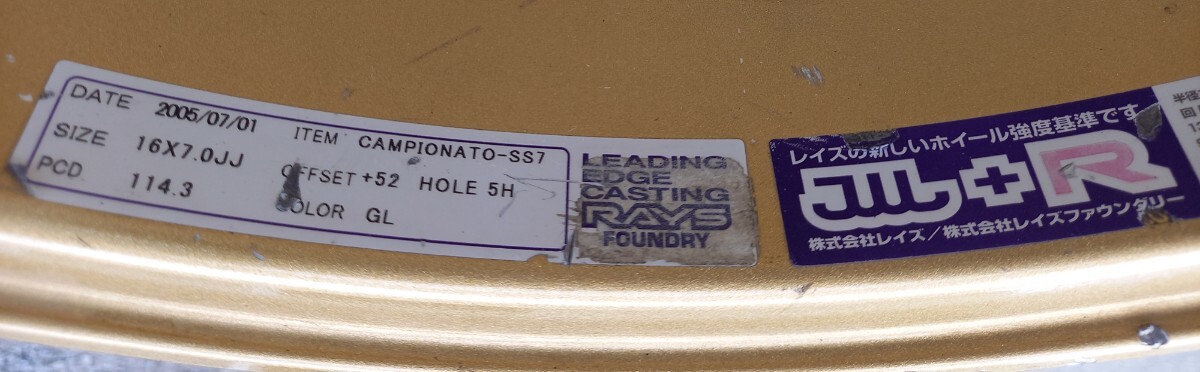 DATE 2005/07/01 ITEM CAMPIONATO-SS7
SIZE 16X7.0JJ OFFSET +52 HOLE 5H
PCD 114.3 COLOR GL
LEADING
EDGE
CASTING
RAYS
FOUNDRY
レイズの新しいホイール強度基準です
JWL+R
株式会社レイズ/株式会社レイズファウンダリー
半径
回